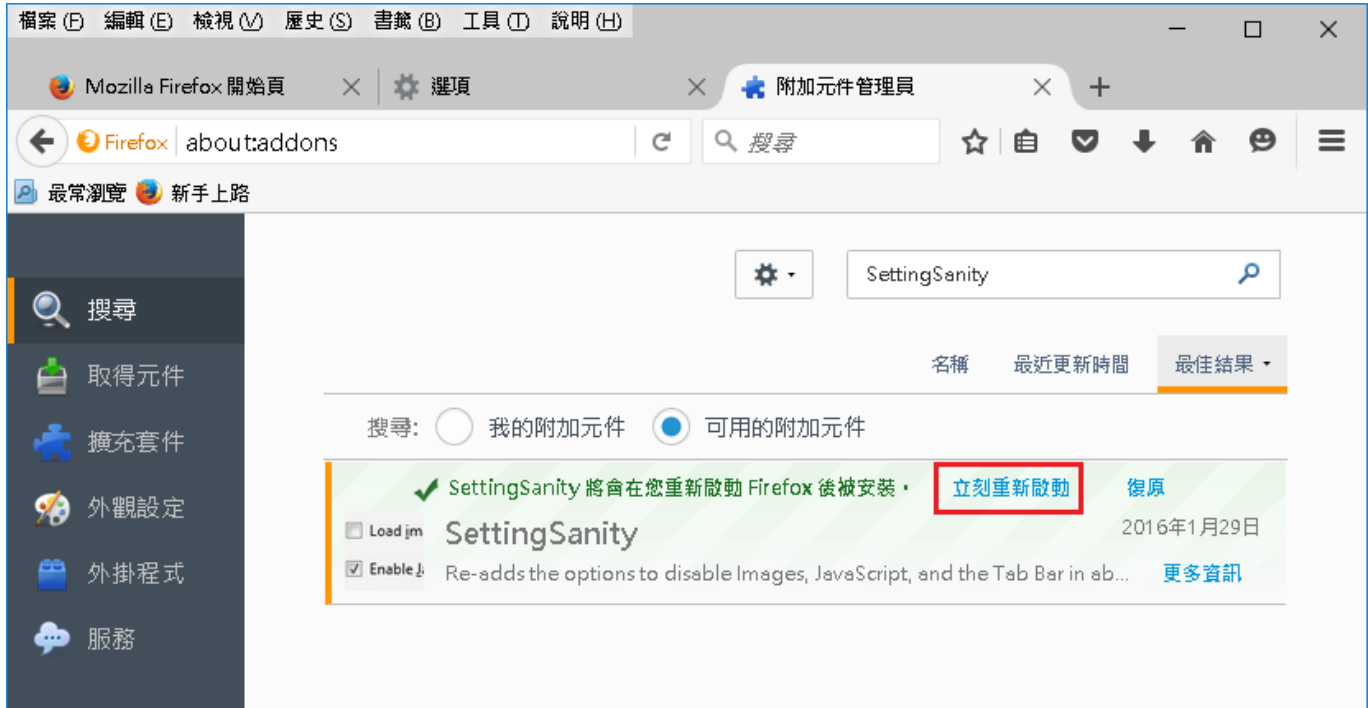 檔案(F) 編輯(E) 檢視(V) 歷史(S) 書籤(B) 工具(T) 說明(H)
Mozilla Firefox 開始頁 選項 附加元件管理員
Firefox about:addons 搜尋
最常瀏覽 新手上路
SettingSanity
搜尋
取得元件
擴充套件
外觀設定
外掛程式
服務
名稱 最近更新時間 最佳結果
搜尋: 我的附加元件 可用的附加元件
SettingSanity 將會在您重新啟動 Firefox 後被安裝。 立刻重新啟動 復原
Load im SettingSanity 2016年1月29日
Enable J Re-adds the options to disable Images, JavaScript, and the Tab Bar in ab... 更多資訊